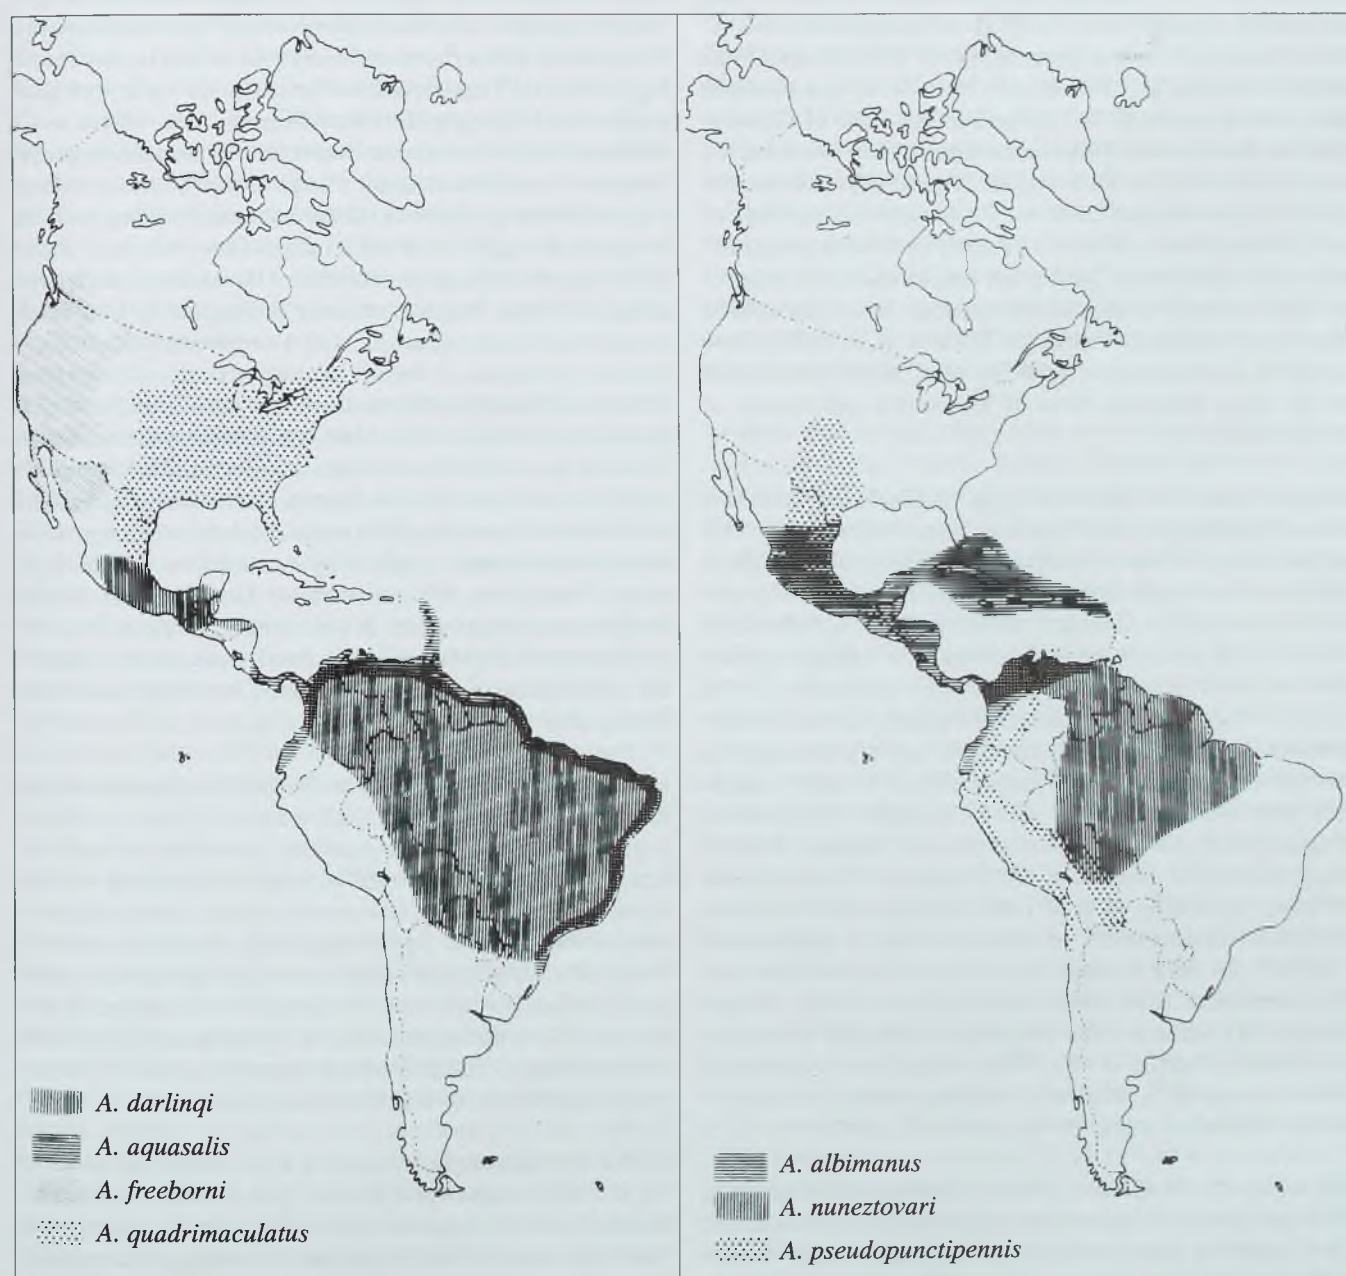 A. darlinqi
A. aquasalis
A. freeborni
A. quadrimaculatus
A. albimanus
A. nuneztovari
A. pseudopunctipennis